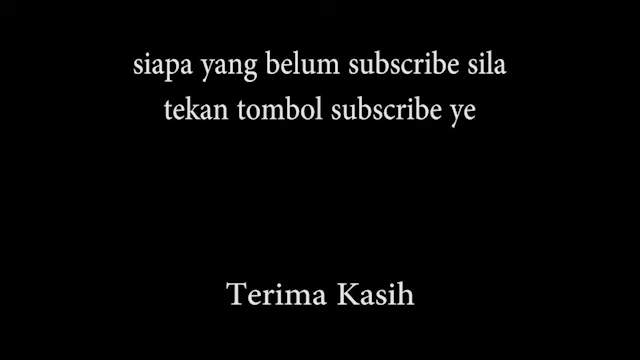 siapa yang belum subscribe sila
tekan tombol subscribe ye
Terima Kasih